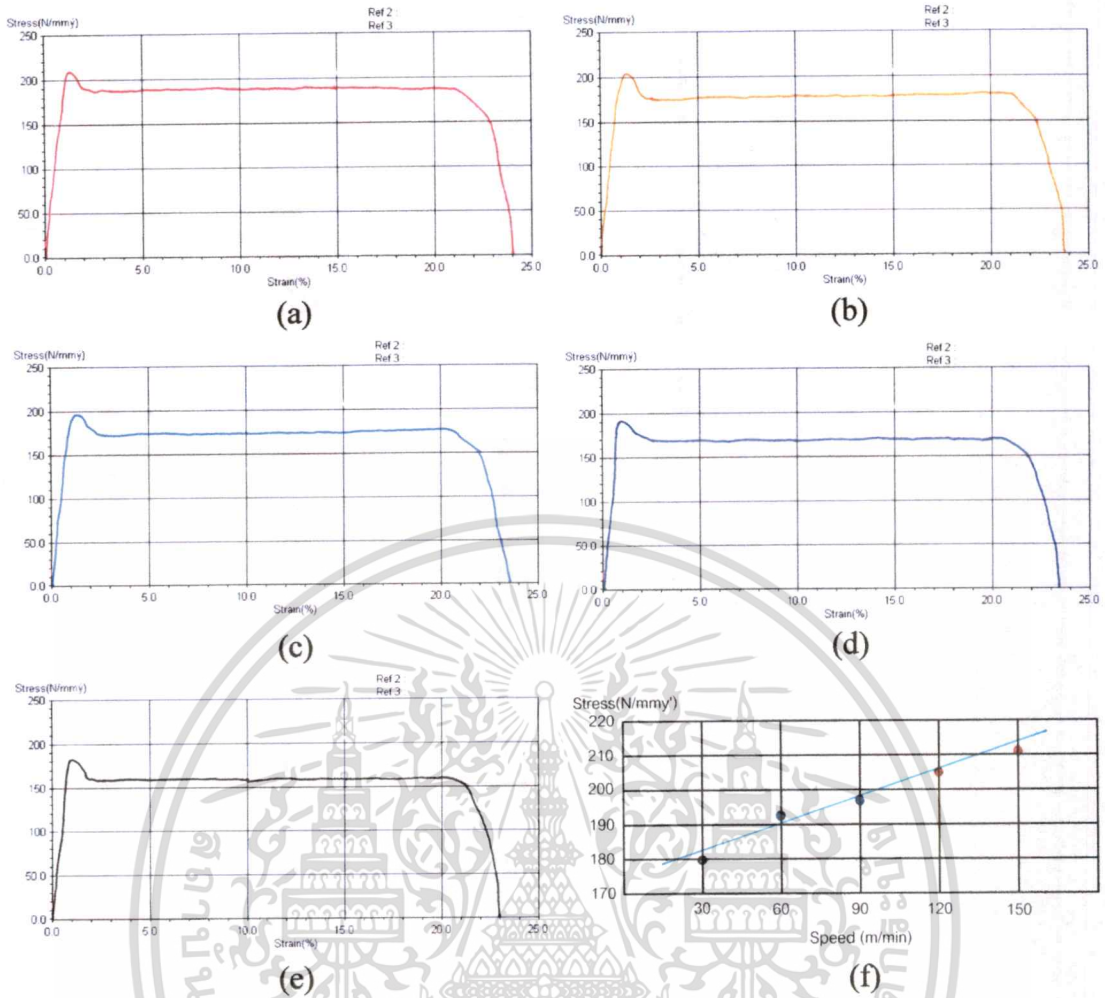 Ref 2 :
Ref 3
Stress(N/mmy)
250
200
150
100
50.0
0.0
0.0 5.0 10.0 15.0 20.0 25.0
Strain(%)
(a)
Ref 2 :
Ref 3
Stress(N/mmy)
250
200
150
100
50.0
0.0
0.0 5.0 10.0 15.0 20.0 25.0
Strain(%)
(b)
Ref 2 :
Ref 3
Stress(N/mmy)
250
200
150
100
50.0
0.0
0.0 5.0 10.0 15.0 20.0 25.0
Strain(%)
(c)
Ref 2 :
Ref 3
Stress(N/mmy)
250
200
150
100
50.0
0.0
0.0 5.0 10.0 15.0 20.0 25.0
Strain(%)
(d)
Ref 2
Ref 3
Stress(N/mmy)
250
200
150
100
50.0
0.0
0.0 5.0 10.0 15.0 20.0 25.0
Strain(%)
(e)
Stress(N/mmy')
220
210
200
190
180
170
30 60 90 120 150
Speed (m/min)
(f)